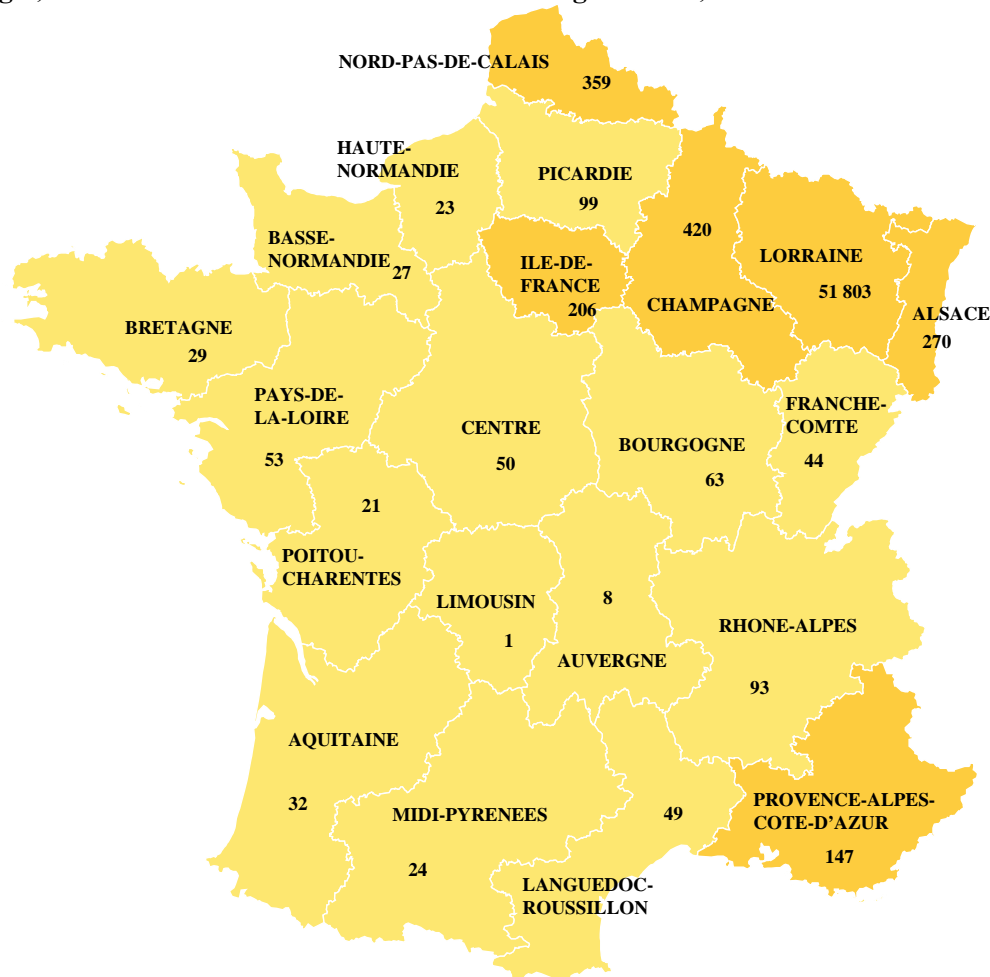 NORD-PAS-DE-CALAIS
359
HAUTE-
NORMANDIE
23
PICARDIE
99
420
CHAMPAGNE
LORRAINE
51 803
ALSACE
270
BASSE-
NORMANDIE
27
ILE-DE-
FRANCE
206
BRETAGNE
29
PAYS-DE-
LA-LOIRE
53
CENTRE
50
BOURGOGNE
63
FRANCHE-
COMTE
44
21
POITOU-
CHARENTES
LIMOUSIN
1
8
AUVERGNE
RHONE-ALPES
93
AQUITAINE
32
MIDI-PYRENEES
24
49
LANGUEDOC-
ROUSSILLON
PROVENCE-ALPES-
COTE-D'AZUR
147